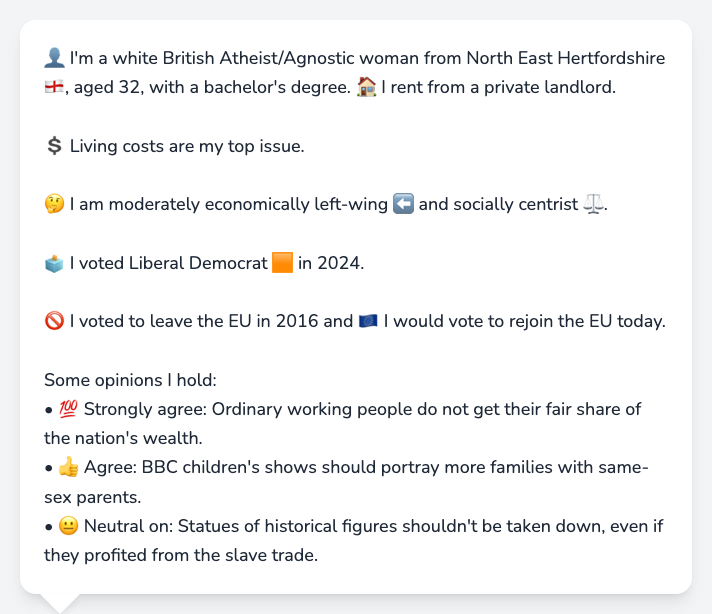 👤 I'm a white British Atheist/Agnostic woman from North East Hertfordshire
🏴󠁧󠁢󠁥󠁮󠁧󠁿, aged 32, with a bachelor's degree. 🏠 I rent from a private landlord.
💲 Living costs are my top issue.
🤔 I am moderately economically left-wing ⬅️ and socially centrist ⚖️.
🗳️ I voted Liberal Democrat 🟧 in 2024.
🚫 I voted to leave the EU in 2016 and 🇪🇺 I would vote to rejoin the EU today.
Some opinions I hold:
• 💯 Strongly agree: Ordinary working people do not get their fair share of
the nation's wealth.
• 👍 Agree: BBC children's shows should portray more families with same-
sex parents.
• 😐 Neutral on: Statues of historical figures shouldn't be taken down, even if
they profited from the slave trade.